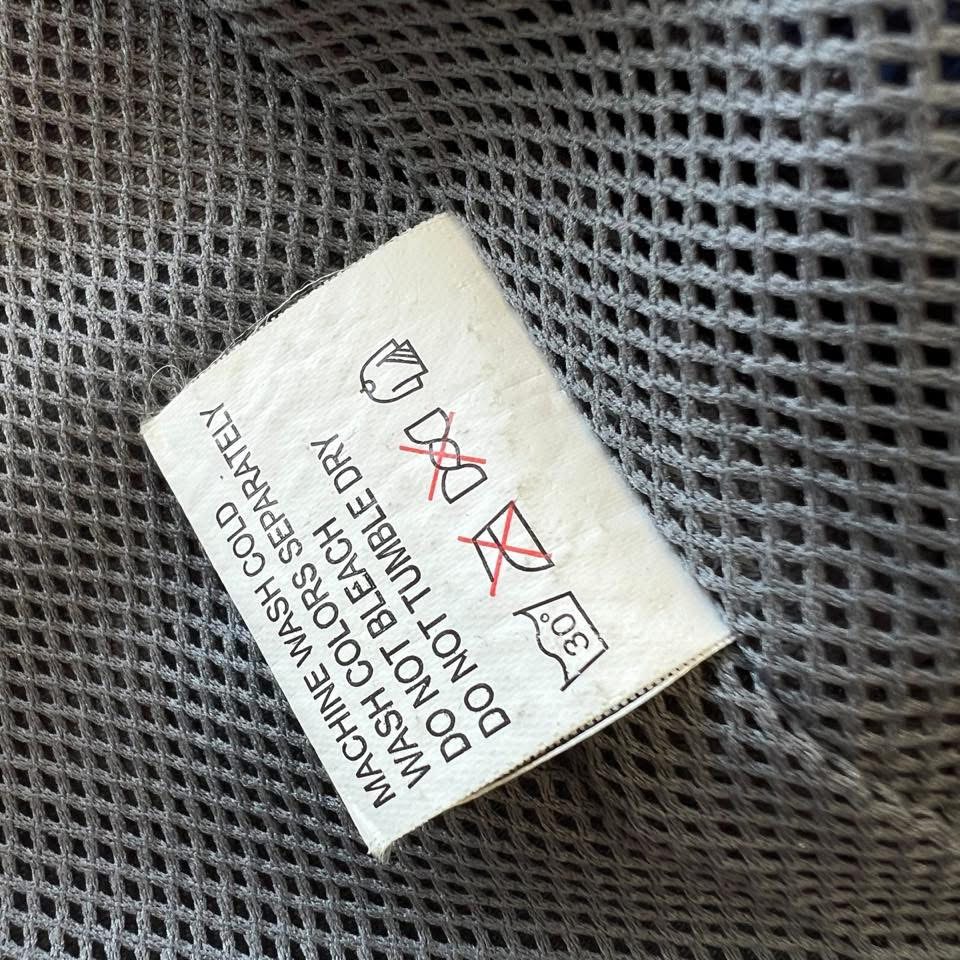 MACHINE WASH COLD
WASH COLORS SEPARATELY
DO NOT BLEACH
DO NOT TUMBLE DRY
30°